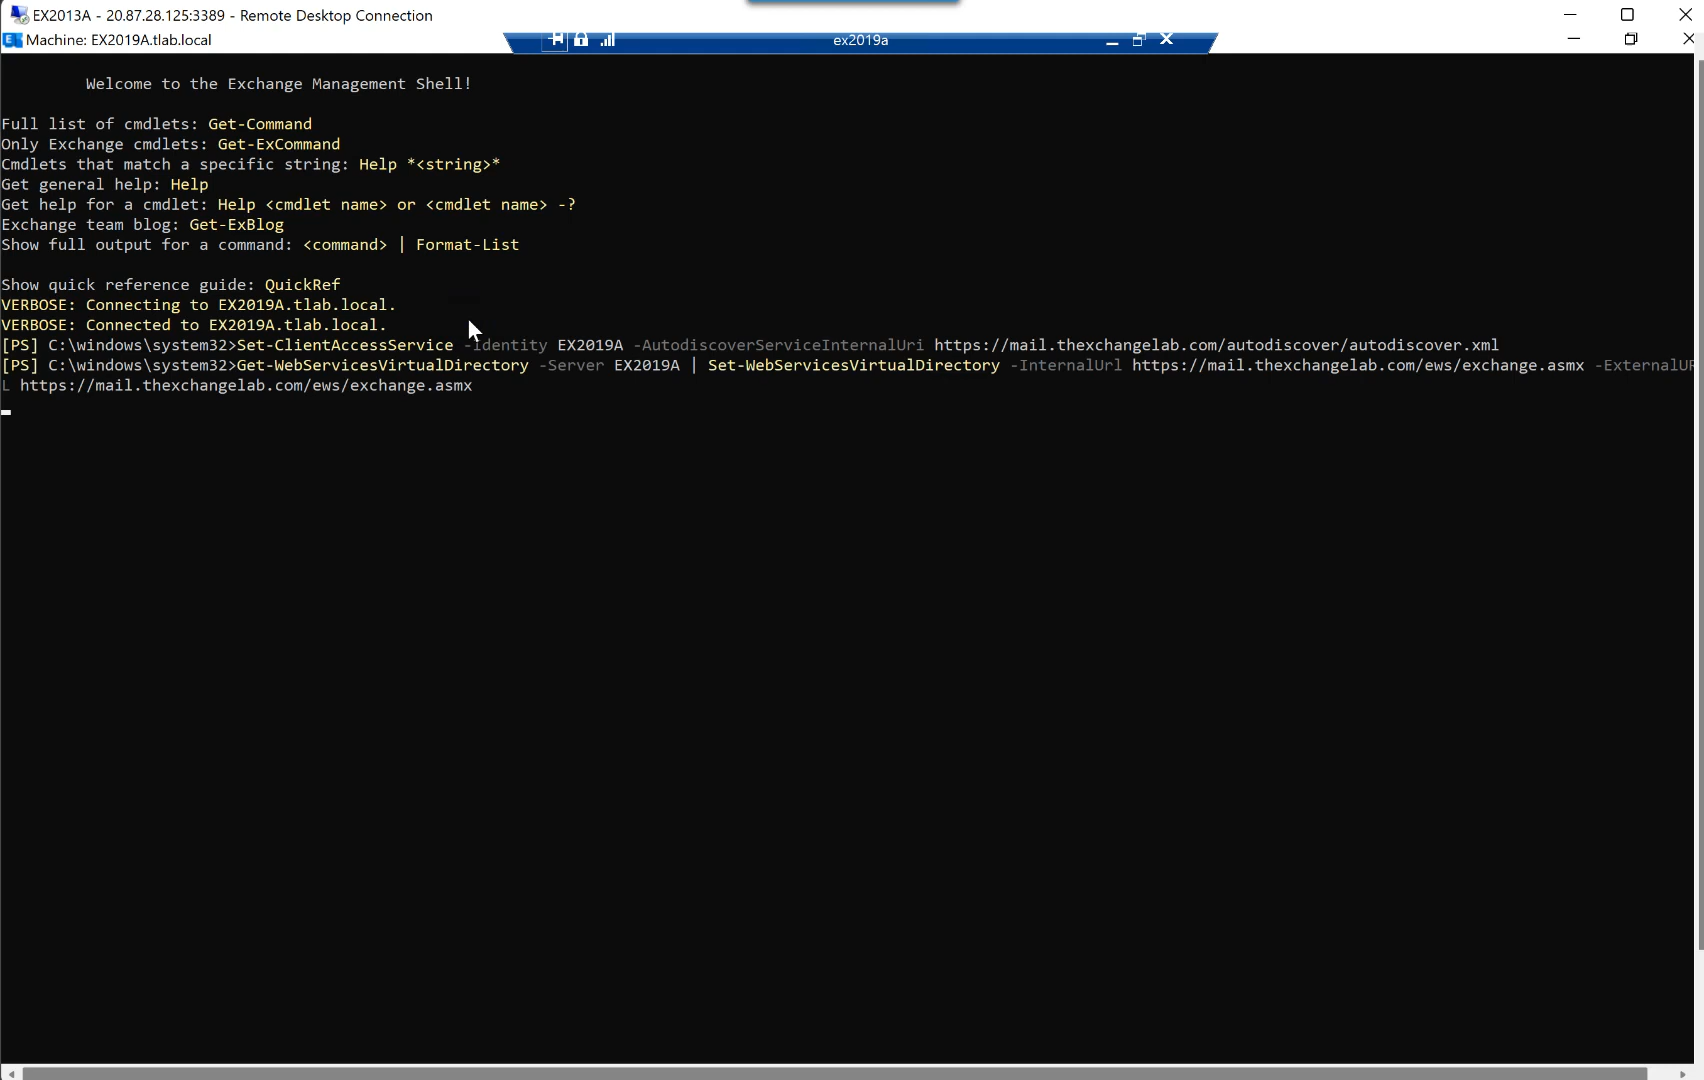 EX2013A - 20.87.28.125:3389 - Remote Desktop Connection
Machine: EX2019A.tlab.local
ex2019a
Welcome to the Exchange Management Shell!
Full list of cmdlets: Get-Command
Only Exchange cmdlets: Get-ExCommand
Cmdlets that match a specific string: Help *<string>*
Get general help: Help
Get help for a cmdlet: Help <cmdlet name> or <cmdlet name> -?
Exchange team blog: Get-ExBlog
Show full output for a command: <command> | Format-List
Show quick reference guide: QuickRef
VERBOSE: Connecting to EX2019A.tlab.local.
VERBOSE: Connected to EX2019A.tlab.local.
[PS] C:\windows\system32>Set-ClientAccessService -Identity EX2019A -AutodiscoverServiceInternalUri https://mail.thexchangelab.com/autodiscover/autodiscover.xml
[PS] C:\windows\system32>Get-WebServicesVirtualDirectory -Server EX2019A | Set-WebServicesVirtualDirectory -InternalUrl https://mail.thexchangelab.com/ews/exchange.asmx -ExternalUR
L https://mail.thexchangelab.com/ews/exchange.asmx